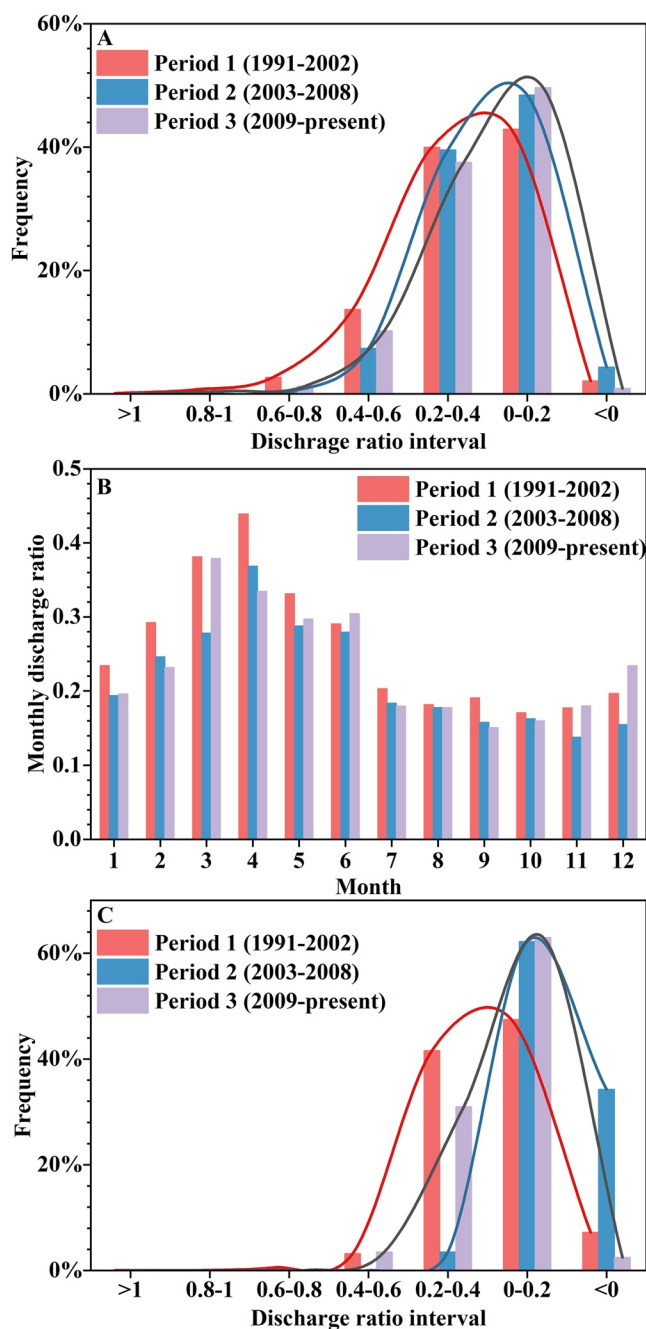 60%
A
Period 1 (1991-2002)
Period 2 (2003-2008)
Period 3 (2009-present)
40%
Frequency
20%
0%
>1 0.8-1 0.6-0.8 0.4-0.6 0.2-0.4 0-0.2 <0
Dischrage ratio interval
0.5
B
Period 1 (1991-2002)
Period 2 (2003-2008)
Period 3 (2009-present)
0.4
Monthly discharge ratio
0.3
0.2
0.1
0.0
1 2 3 4 5 6 7 8 9 10 11 12
Month
C
Period 1 (1991-2002)
Period 2 (2003-2008)
Period 3 (2009-present)
60%
Frequency
40%
20%
0%
>1 0.8-1 0.6-0.8 0.4-0.6 0.2-0.4 0-0.2 <0
Discharge ratio interval